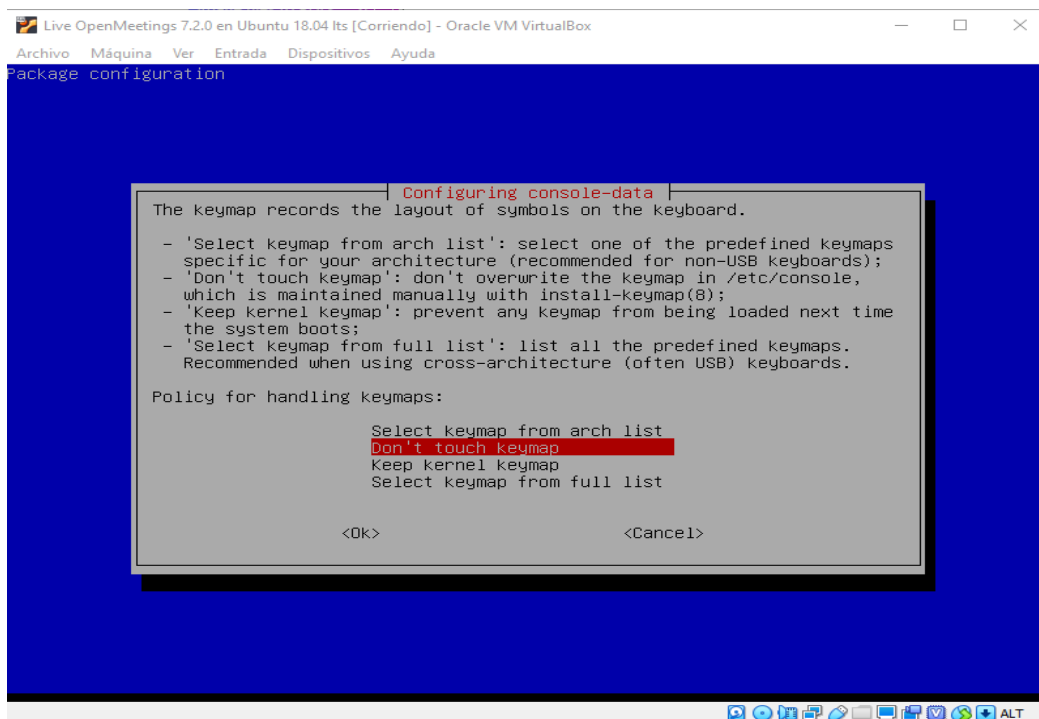 Live OpenMeetings 7.2.0 en Ubuntu 18.04 lts [Corriendo] - Oracle VM VirtualBox
Archivo Máquina Ver Entrada Dispositivos Ayuda
Package configuration
Configuring console-data
The keymap records the layout of symbols on the keyboard.
- 'Select keymap from arch list': select one of the predefined keymaps
specific for your architecture (recommended for non-USB keyboards);
- 'Don't touch keymap': don't overwrite the keymap in /etc/console,
which is maintained manually with install-keymap(8);
- 'Keep kernel keymap': prevent any keymap from being loaded next time
the system boots;
- 'Select keymap from full list': list all the predefined keymaps.
Recommended when using cross-architecture (often USB) keyboards.
Policy for handling keymaps:
Select keymap from arch list
Don't touch keymap
Keep kernel keymap
Select keymap from full list
<Ok> <Cancel>
ALT